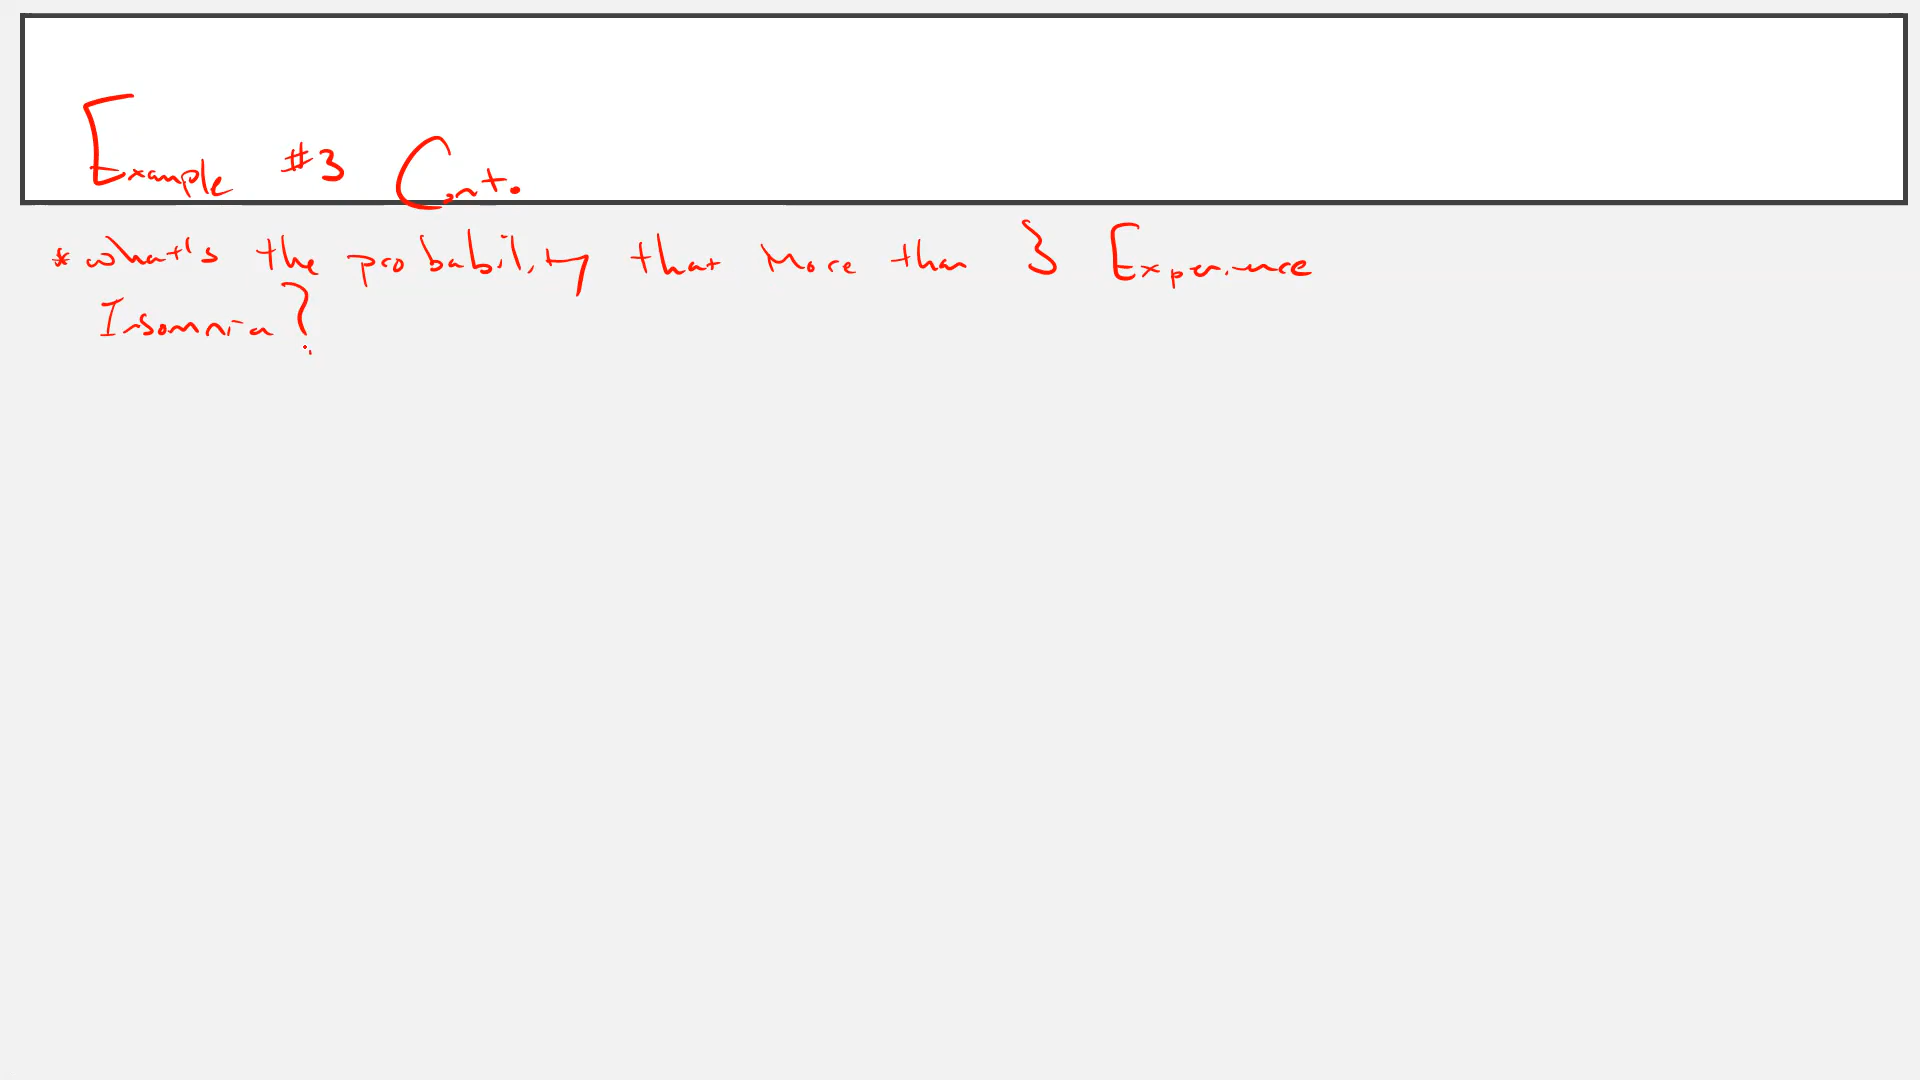 Example #3 Cont.
* what's the probability that More than 3 Experience
Insomnia?